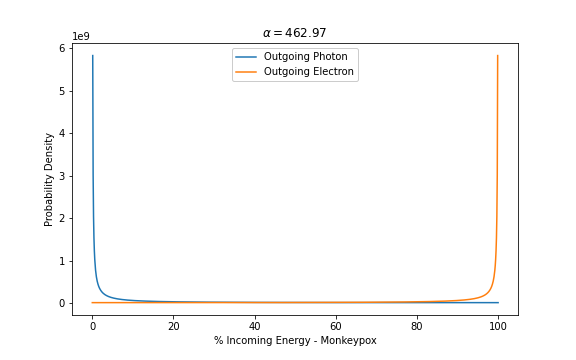 α = 462.97
1e9
Outgoing Photon
Outgoing Electron
Probability Density
6
5
4
3
2
1
0
0 20 40 60 80 100
% Incoming Energy - Monkeypox